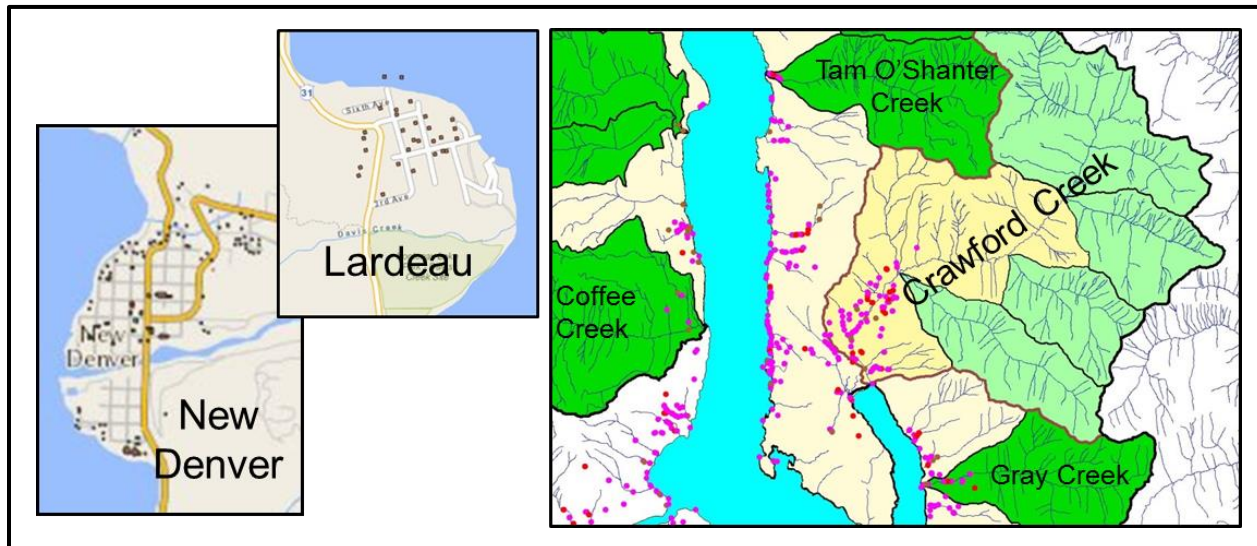 New
Denver
New
Denver
31
Sixth Ave
3rd Ave
Davis Creek
Lardeau
Tam O'Shanter
Creek
Crawford Creek
Coffee
Creek
Gray Creek